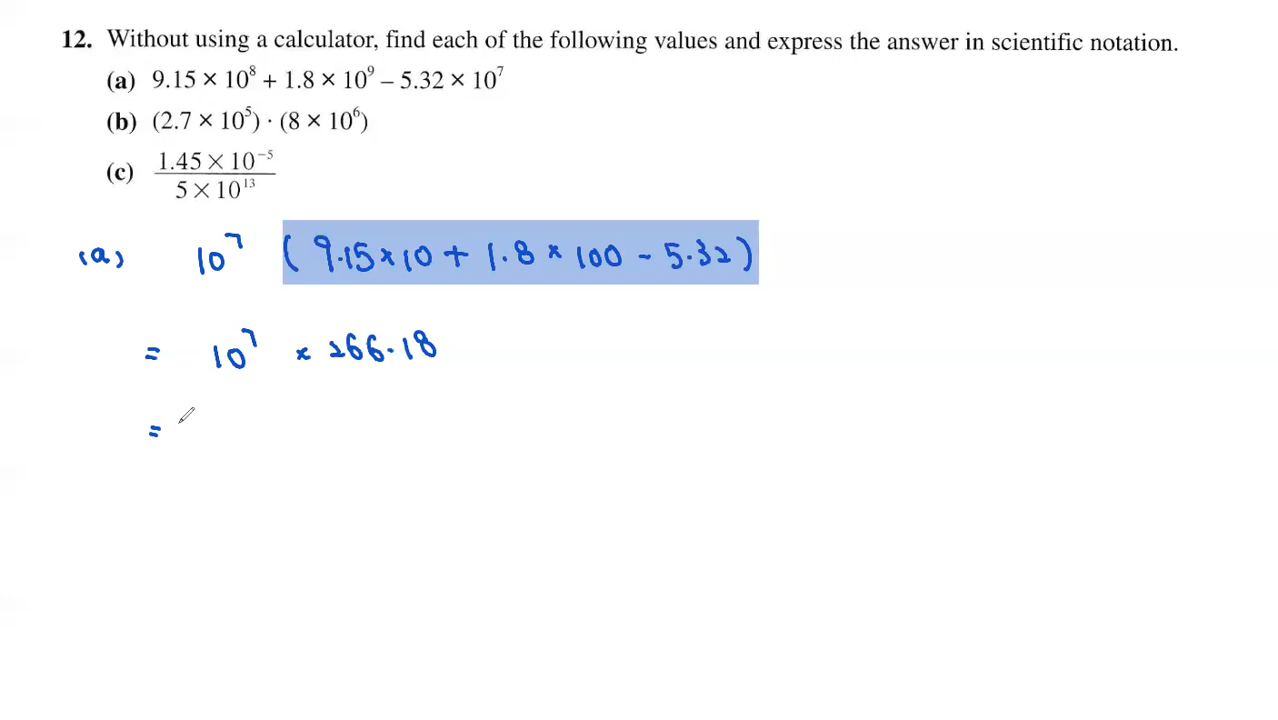 12. Without using a calculator, find each of the following values and express the answer in scientific notation.
(a) 9.15 × 10⁸ + 1.8 × 10⁹ – 5.32 × 10⁷
(b) (2.7 × 10⁵) · (8 × 10⁶)
(c) 1.45 × 10⁻⁵ / 5 × 10¹³
(a) 10⁷ (9.15 × 10 + 1.8 × 100 - 5.32)
= 10⁷ × 266.18
=